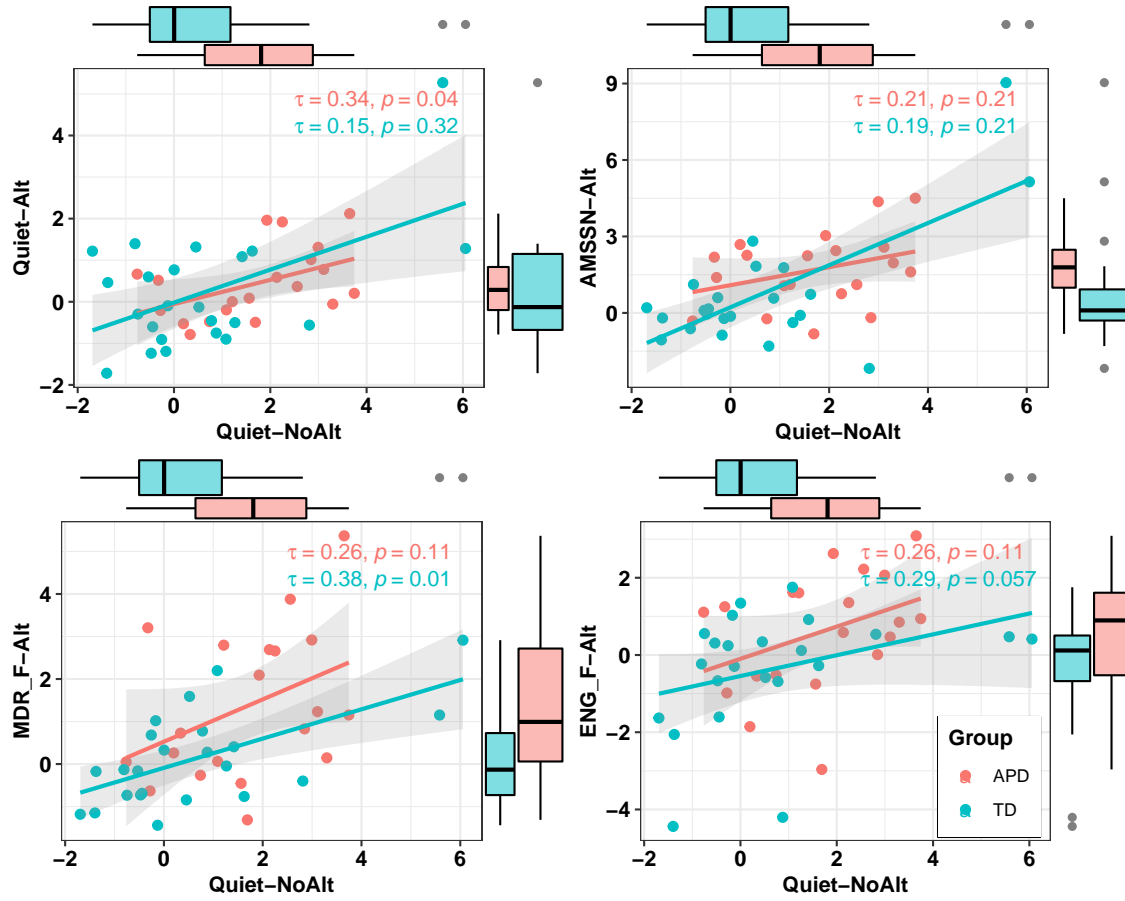 τ = 0.34, p = 0.04
τ = 0.15, p = 0.32
4
2
0
−2
Quiet−Alt
−2 0 2 4 6
Quiet−NoAlt
τ = 0.21, p = 0.21
τ = 0.19, p = 0.21
9
6
3
0
AMSSN−Alt
−2 0 2 4 6
Quiet−NoAlt
τ = 0.26, p = 0.11
τ = 0.38, p = 0.01
4
2
0
MDR_F−Alt
−2 0 2 4 6
Quiet−NoAlt
τ = 0.26, p = 0.11
τ = 0.29, p = 0.057
2
0
−2
−4
ENG_F−Alt
Group
APD
TD
−2 0 2 4 6
Quiet−NoAlt